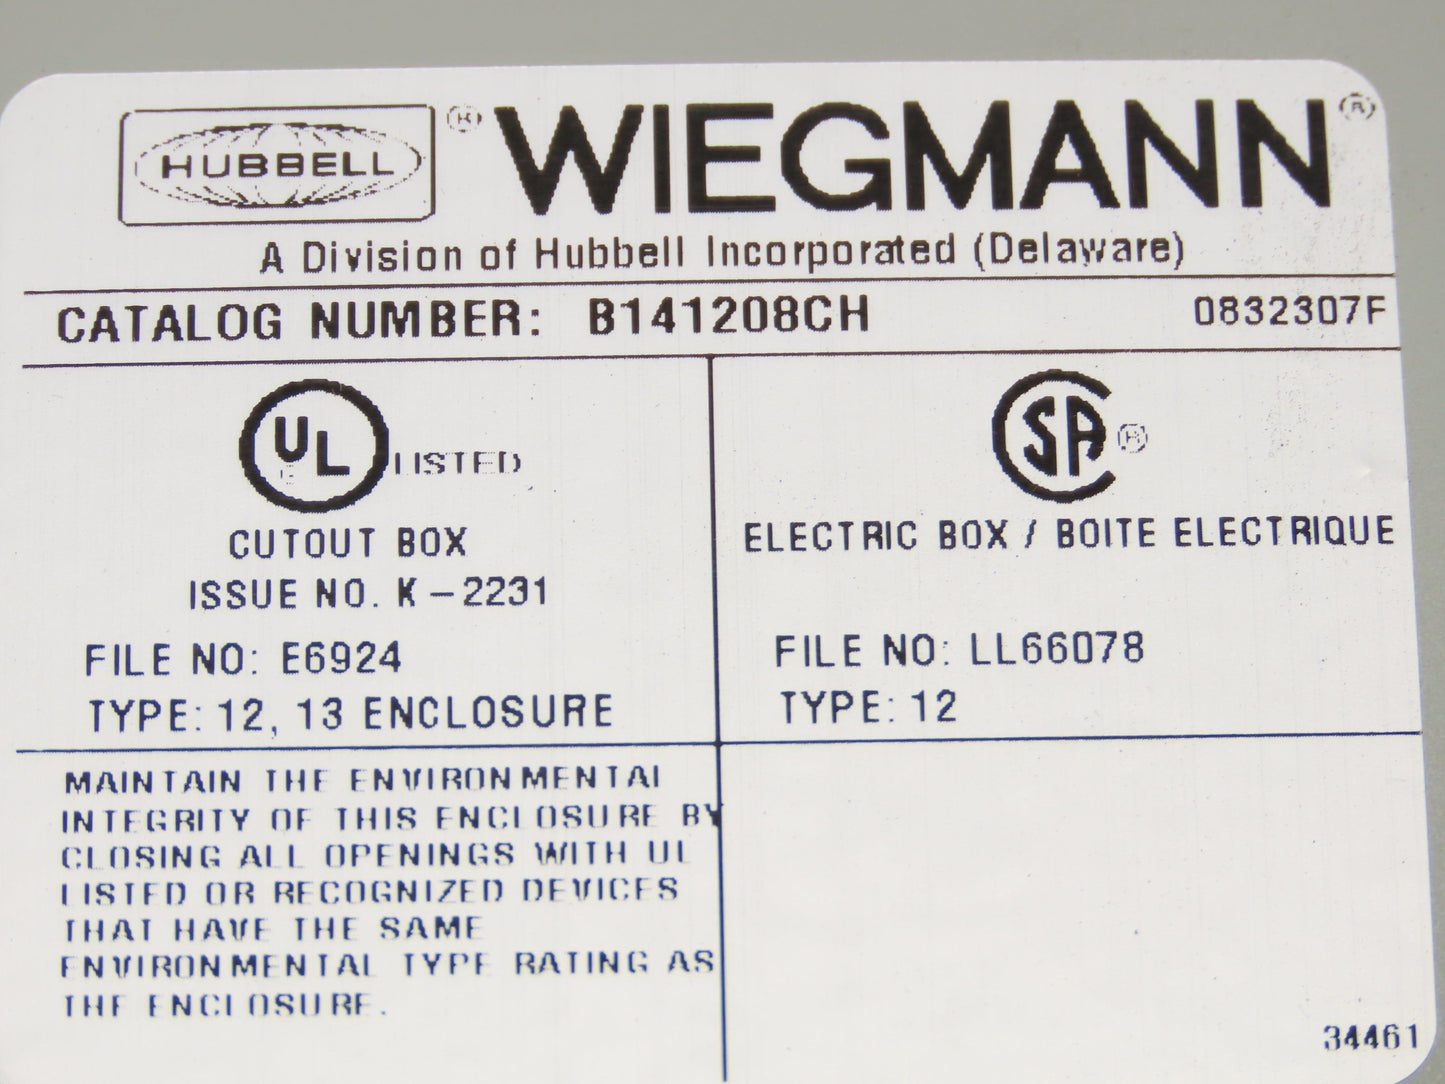 HUBBELL ® WIEGMANN ®
A Division of Hubbell Incorporated (Delaware)
CATALOG NUMBER: B141208CH 0832307F
UL LISTED
CUTOUT BOX
ISSUE NO. K-2231
FILE NO: E6924
TYPE: 12, 13 ENCLOSURE
SA ®
ELECTRIC BOX / BOITE ELECTRIQUE
FILE NO: LL66078
TYPE: 12
MAINTAIN THE ENVIRONMENTAL
INTEGRITY OF THIS ENCLOSURE BY
CLOSING ALL OPENINGS WITH UL
LISTED OR RECOGNIZED DEVICES
THAT HAVE THE SAME
ENVIRONMENTAL TYPE RATING AS
THE ENCLOSURE.
34461